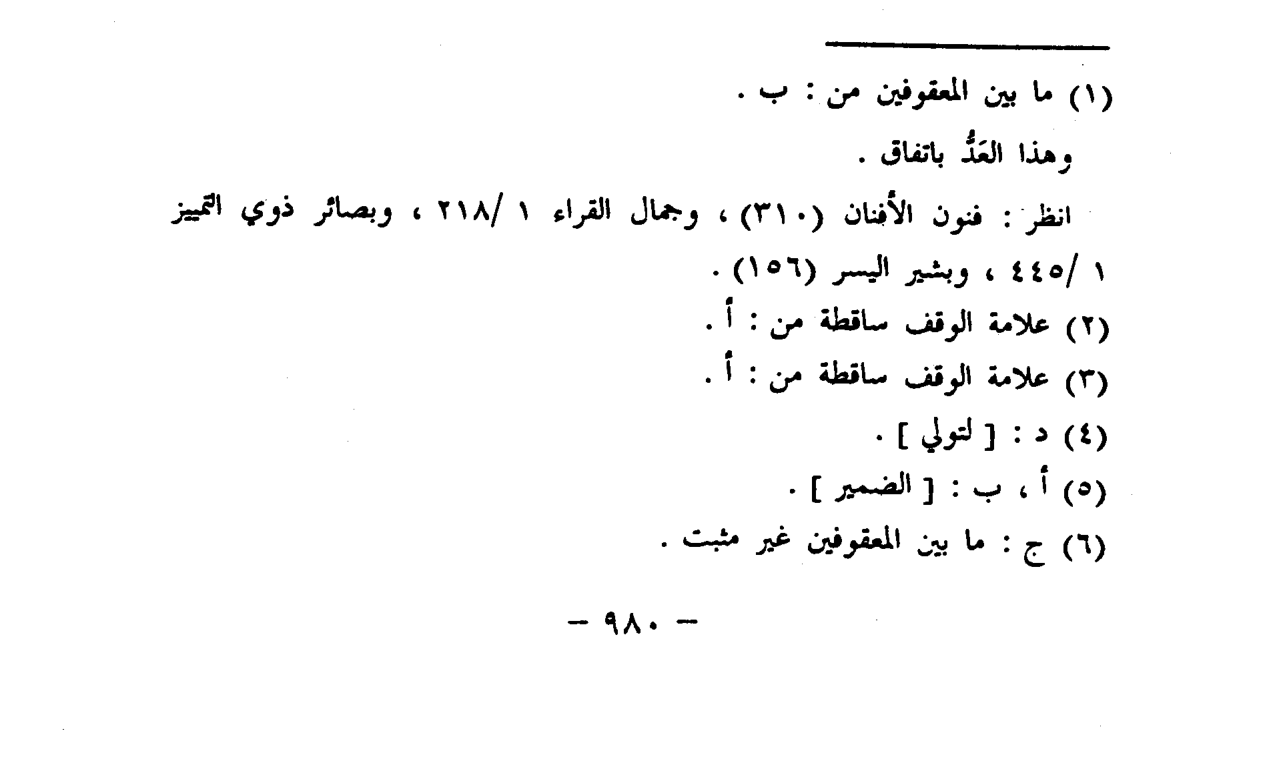 (١) ما بين المعقوفين من : ب .
وهذا العَدُّ باتفاق .
انظر : فنون الأفنان (٣١٠) ، وجمال القراء ١ /٢١٨ ، وبصائر ذوي التمييز
١ /٤٤٥ ، وبشير اليسر (١٥٦) .
(٢) علامة الوقف ساقطة من : أ .
(٣) علامة الوقف ساقطة من : أ .
(٤) د : [ لتولي ] .
(٥) أ ، ب : [ الضمير ] .
(٦) ج : ما بين المعقوفين غير مثبت .
– ٩٨٠ –